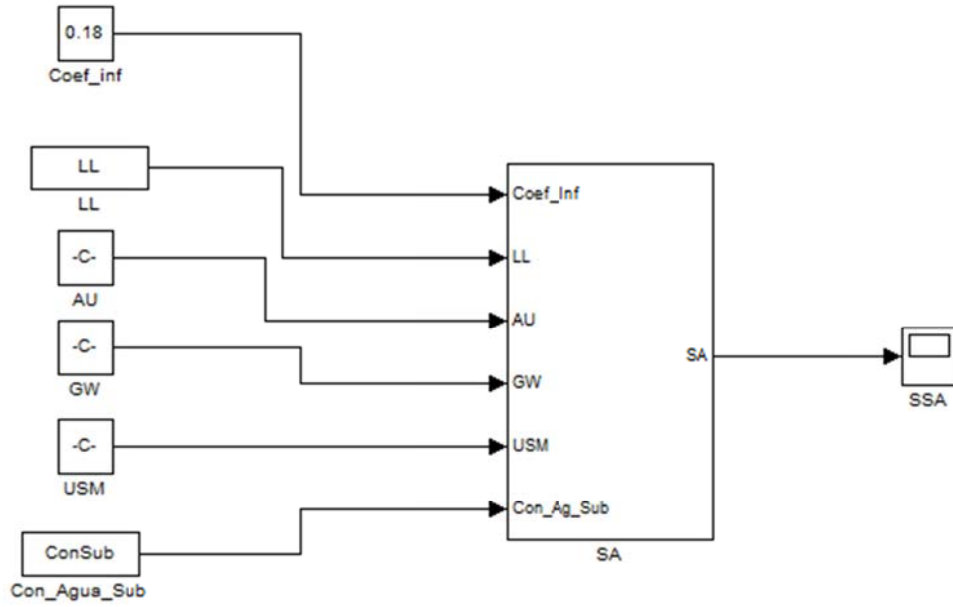 0.18
Coef_inf
LL
LL
-C-
AU
-C-
GW
-C-
USM
ConSub
Con_Agua_Sub
Coef_Inf
LL
AU
GW
USM
Con_Ag_Sub
SA
SA
SSA